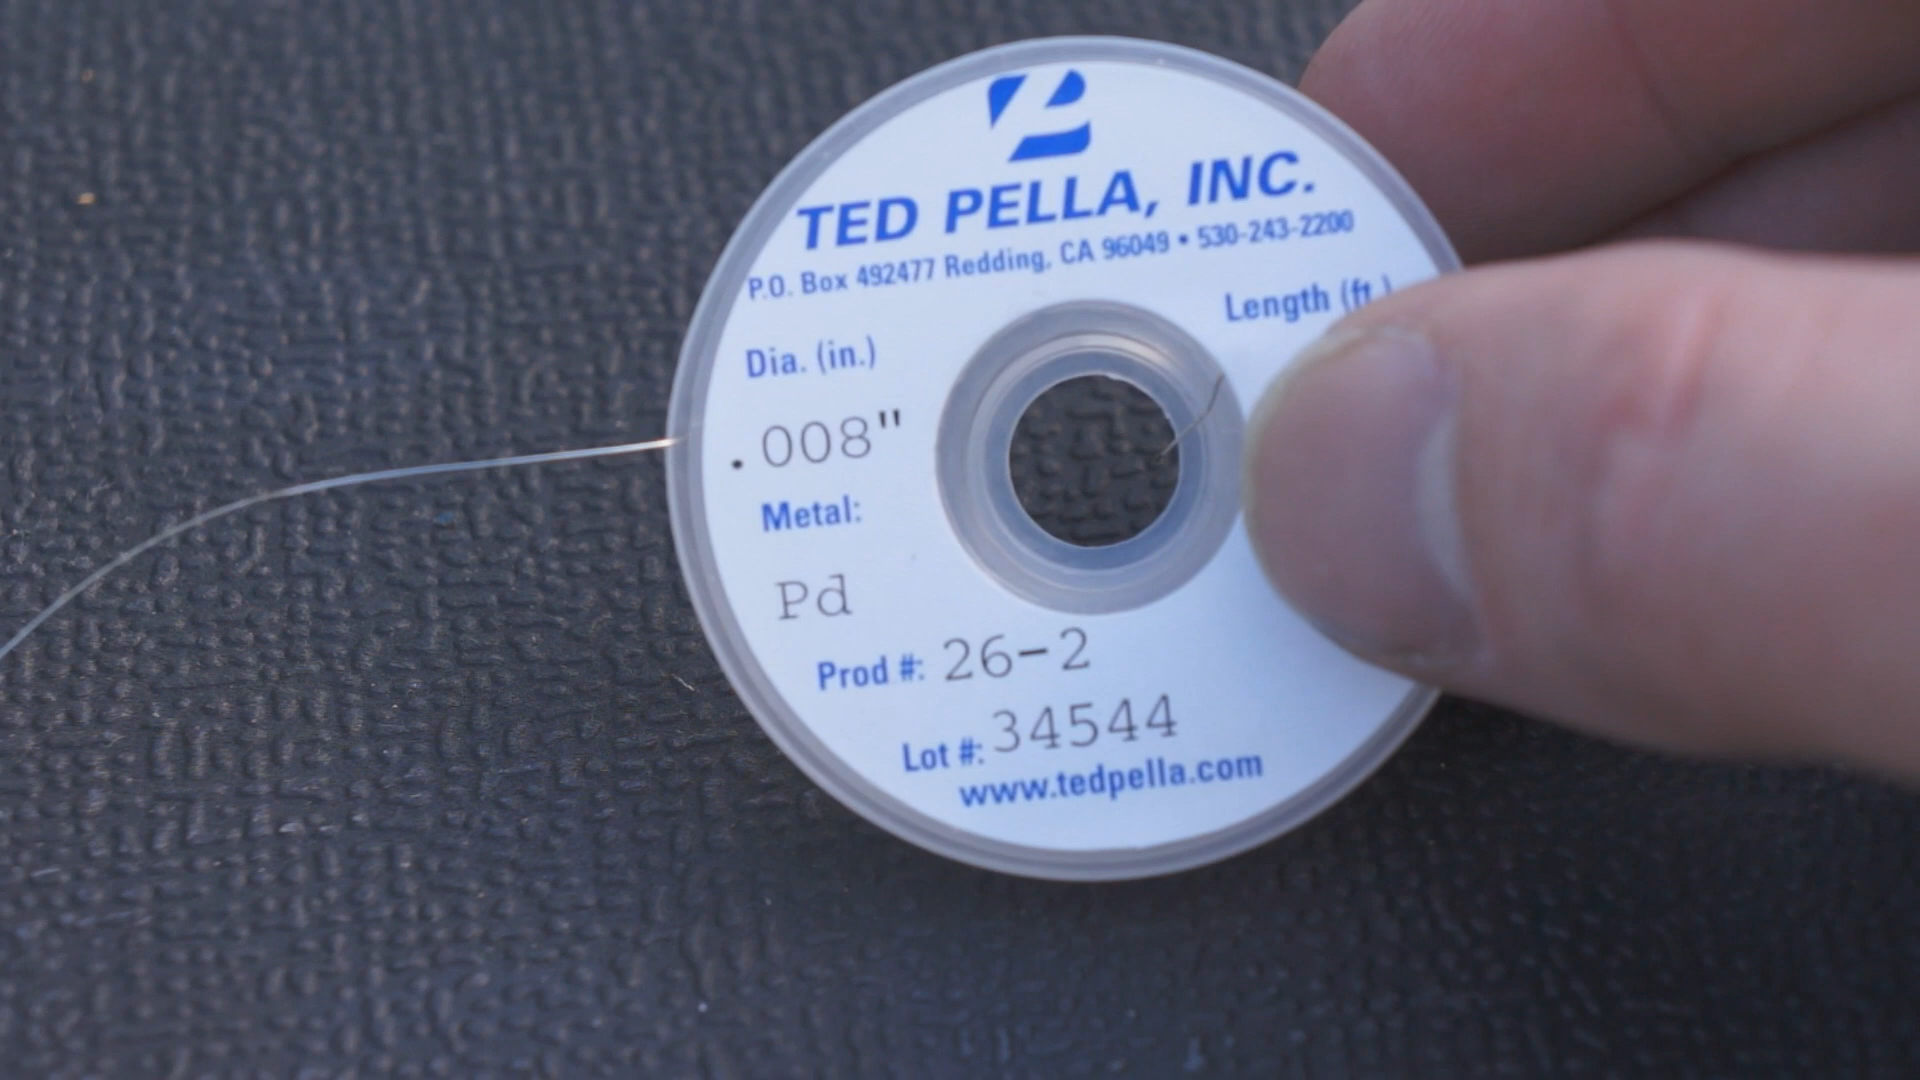 TED PELLA, INC.
P.O. Box 492477 Redding, CA 96049 • 530-243-2200
Dia. (in.)
Length (ft.)
.008"
Metal:
Pd
Prod #: 26-2
Lot #: 34544
www.tedpella.com